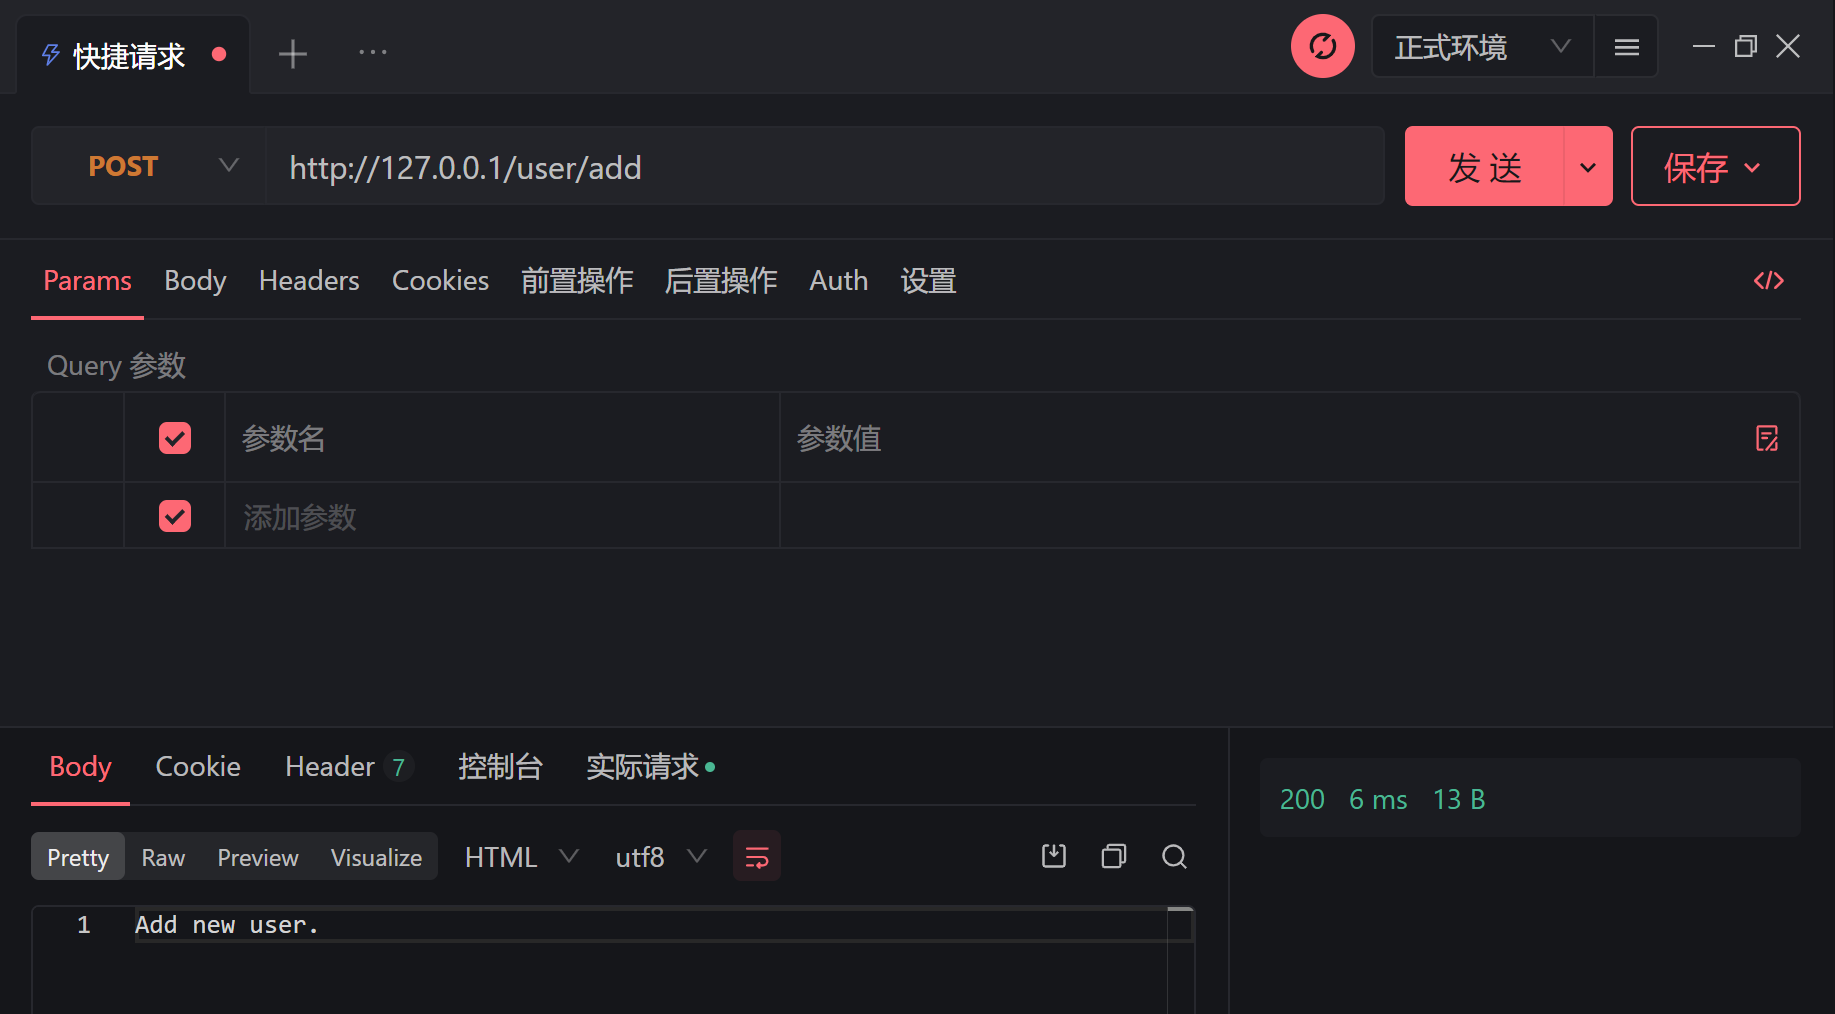 快捷请求
正式环境
POST http://127.0.0.1/user/add 发 送 保存
Params Body Headers Cookies 前置操作 后置操作 Auth 设置
Query 参数
参数名 参数值
添加参数
Body Cookie Header 7 控制台 实际请求
200 6 ms 13 B
Pretty Raw Preview Visualize HTML utf8
1 Add new user.